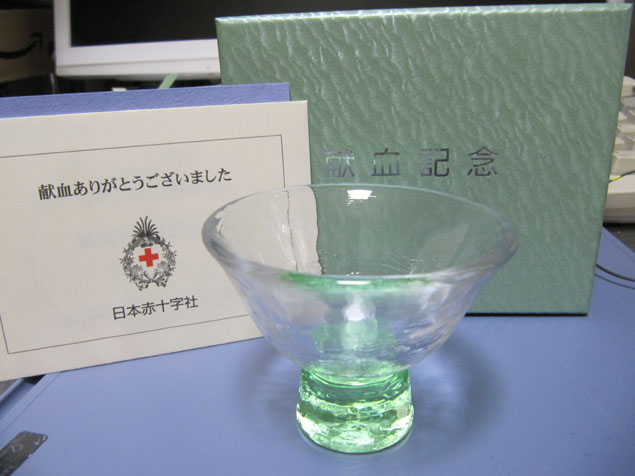 献血ありがとうございました
日本赤十字社
献血記念